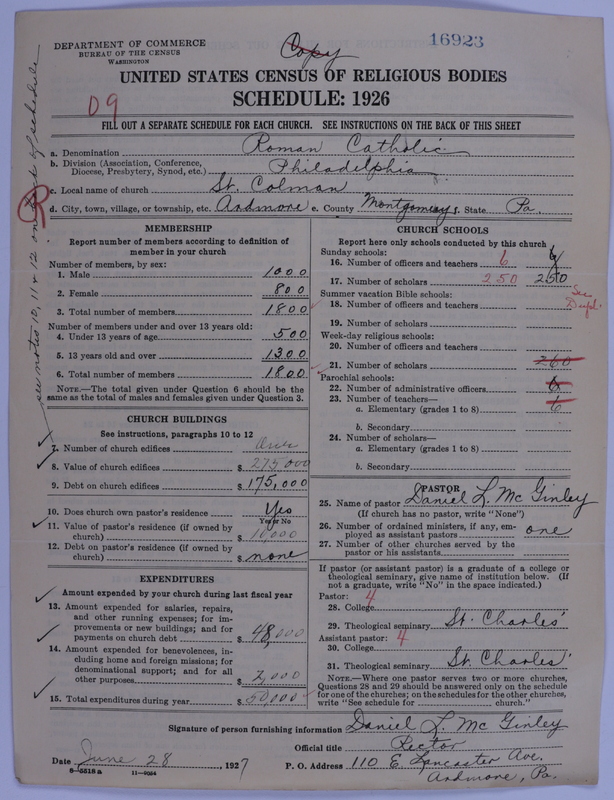 DEPARTMENT OF COMMERCE
BUREAU OF THE CENSUS
WASHINGTON
Copy
16923
UNITED STATES CENSUS OF RELIGIOUS BODIES
SCHEDULE: 1926
D9
FILL OUT A SEPARATE SCHEDULE FOR EACH CHURCH. SEE INSTRUCTIONS ON THE BACK OF THIS SHEET
a. Denomination Roman Catholic
b. Division (Association, Conference, Diocese, Presbytery, Synod, etc.) Philadelphia
c. Local name of church St. Colman
d. City, town, village, or township, etc. Ardmore e. County Montgomery f. State Pa.
see notes 10, 11 & 12 on of schedule
MEMBERSHIP
Report number of members according to definition of member in your church
Number of members, by sex:
1. Male 1000
2. Female 800
3. Total number of members 1800
Number of members under and over 13 years old:
4. Under 13 years of age 500
5. 13 years old and over 1300
6. Total number of members 1800
NOTE.—The total given under Question 6 should be the same as the total of males and females given under Question 3.
CHURCH BUILDINGS
See instructions, paragraphs 10 to 12
7. Number of church edifices One
8. Value of church edifices $ 275000
9. Debt on church edifices $ 175,000
10. Does church own pastor's residence Yes
Yes or No
11. Value of pastor's residence (if owned by church) $ 10000
12. Debt on pastor's residence (if owned by church) $ none
EXPENDITURES
Amount expended by your church during last fiscal year
13. Amount expended for salaries, repairs, and other running expenses; for improvements or new buildings; and for payments on church debt $ 48,000
14. Amount expended for benevolences, including home and foreign missions; for denominational support; and for all other purposes $ 2,000
15. Total expenditures during year $ 50,000
CHURCH SCHOOLS
Report here only schools conducted by this church
Sunday schools:
16. Number of officers and teachers 6 6
17. Number of scholars 250 250
Summer vacation Bible schools:
See Dupl.
18. Number of officers and teachers
19. Number of scholars
Week-day religious schools:
20. Number of officers and teachers
21. Number of scholars 260
Parochial schools:
22. Number of administrative officers 6
23. Number of teachers—
a. Elementary (grades 1 to 8) 6
b. Secondary
24. Number of scholars—
a. Elementary (grades 1 to 8)
b. Secondary
PASTOR
25. Name of pastor Daniel L. McGinley
(If church has no pastor, write "None")
26. Number of ordained ministers, if any, employed as assistant pastors one
27. Number of other churches served by the pastor or his assistants
If pastor (or assistant pastor) is a graduate of a college or theological seminary, give name of institution below. (If not a graduate, write "No" in the space indicated.)
Pastor: 4
28. College
29. Theological seminary St. Charles'
Assistant pastor: 4
30. College
31. Theological seminary St. Charles'
NOTE.—Where one pastor serves two or more churches, Question 28 and 29 should be answered only on the schedule for one of the churches; on the schedules for the other churches, write "See schedule for church."
Signature of person furnishing information Daniel L. McGinley
Official title Rector
Date June 28, 1927
P. O. Address 110 E Lancaster Ave.
Ardmore, Pa.
8—5518a 11—9034